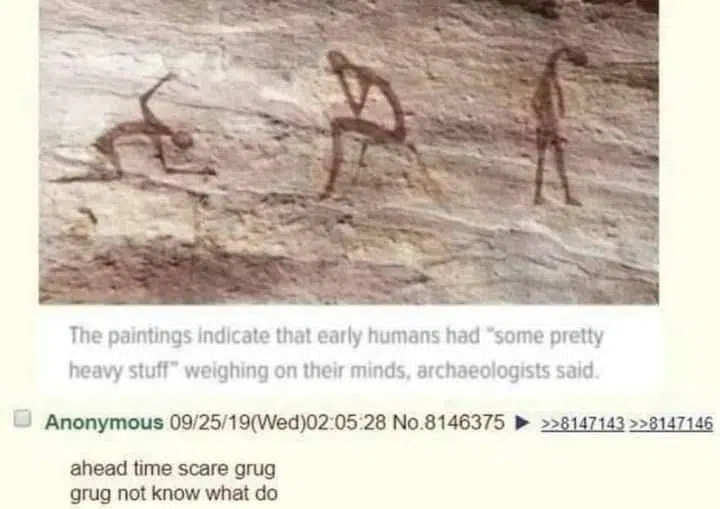 The paintings indicate that early humans had "some pretty
heavy stuff" weighing on their minds, archaeologists said.
Anonymous 09/25/19(Wed)02:05:28 No.8146375 ▶ >>8147143 >>8147146
ahead time scare grug
grug not know what do